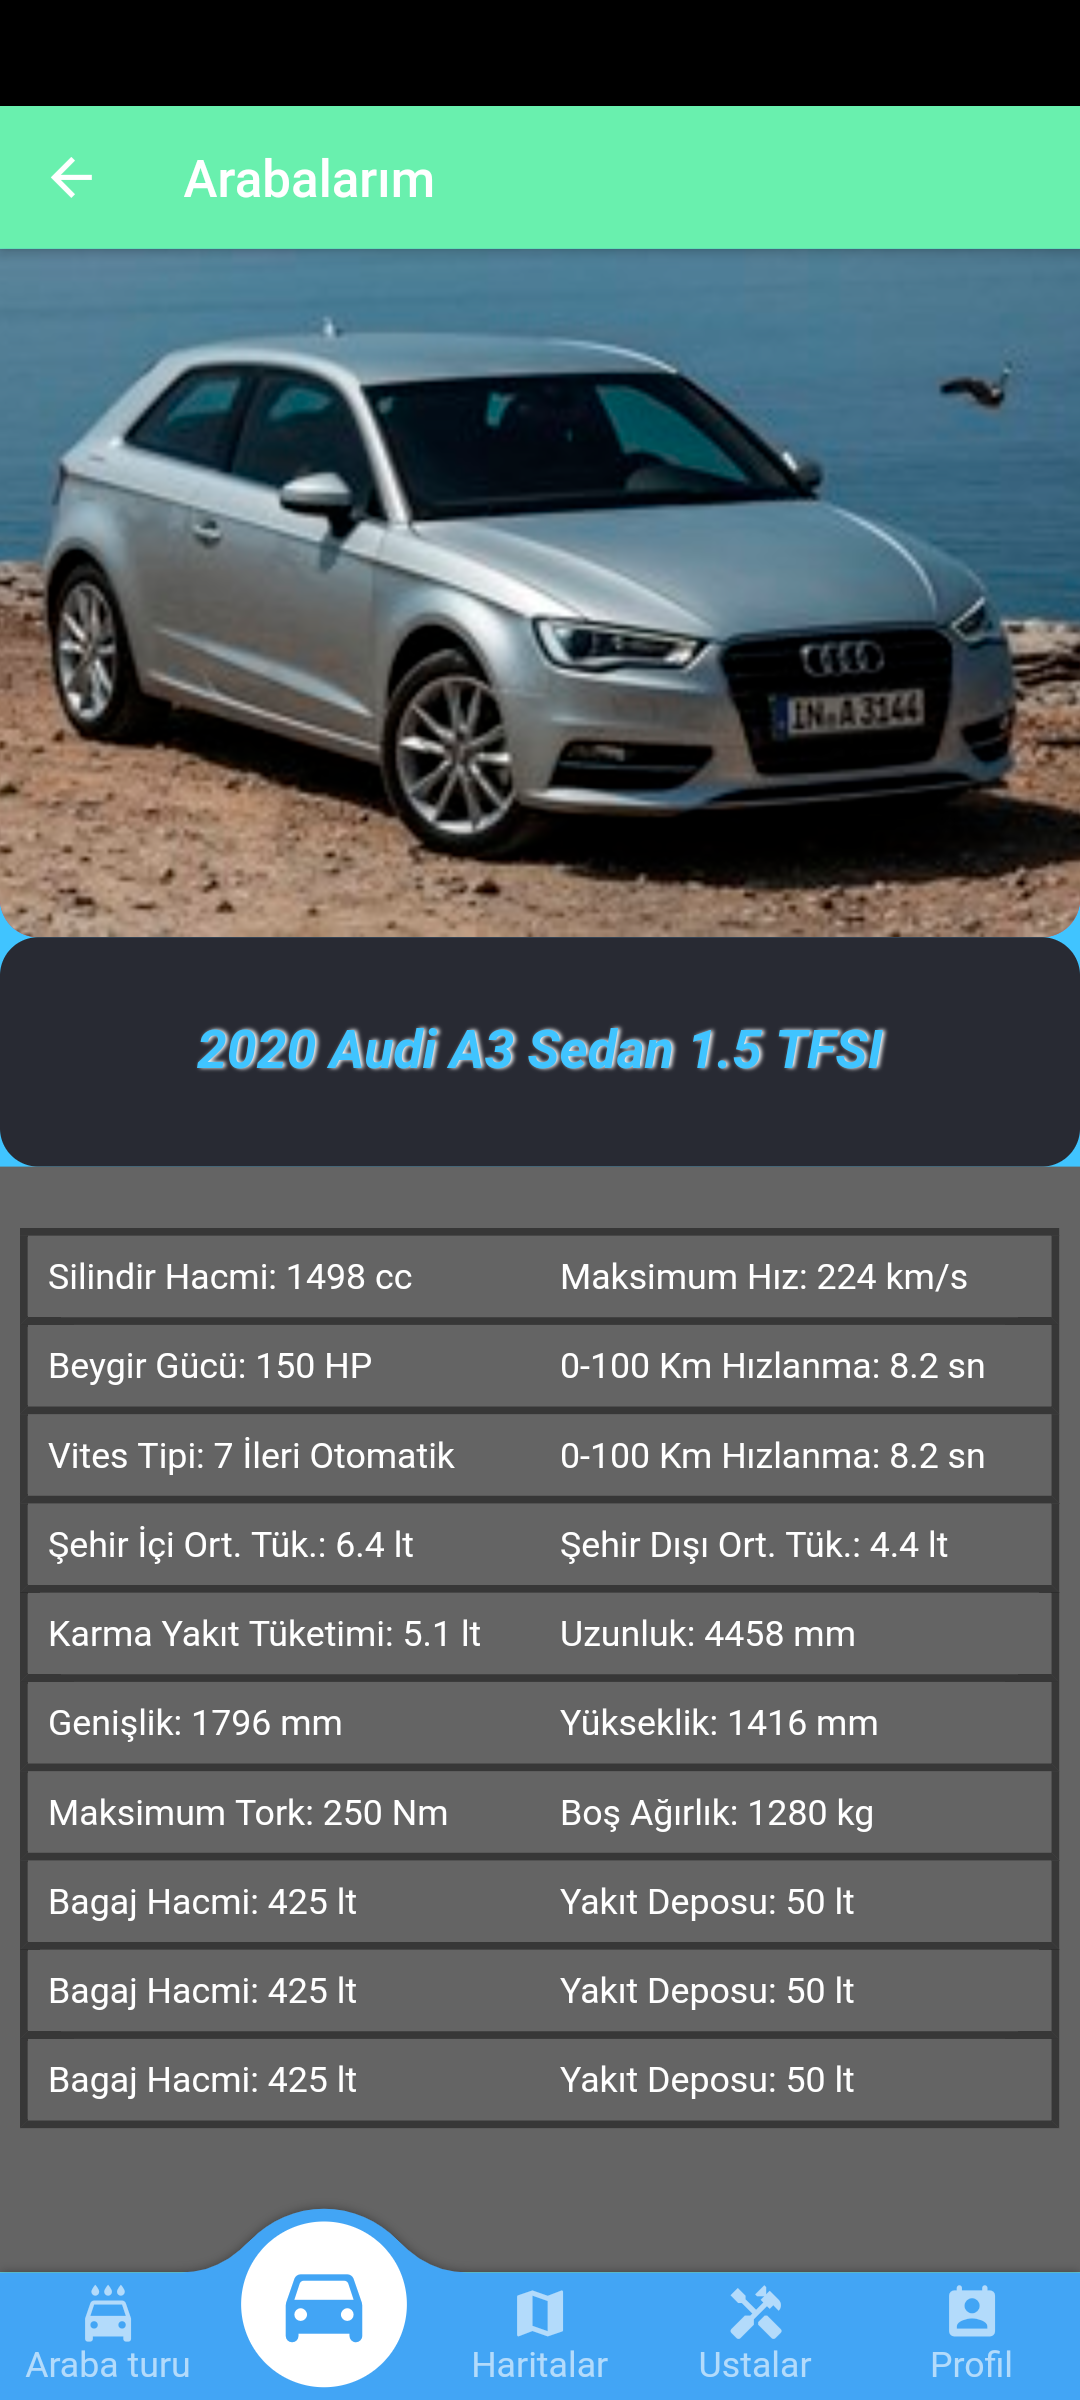 Arabalarım
IN·A 3144
2020 Audi A3 Sedan 1.5 TFSI
Silindir Hacmi: 1498 cc Maksimum Hız: 224 km/s
Beygir Gücü: 150 HP 0-100 Km Hızlanma: 8.2 sn
Vites Tipi: 7 İleri Otomatik 0-100 Km Hızlanma: 8.2 sn
Şehir İçi Ort. Tük.: 6.4 lt Şehir Dışı Ort. Tük.: 4.4 lt
Karma Yakıt Tüketimi: 5.1 lt Uzunluk: 4458 mm
Genişlik: 1796 mm Yükseklik: 1416 mm
Maksimum Tork: 250 Nm Boş Ağırlık: 1280 kg
Bagaj Hacmi: 425 lt Yakıt Deposu: 50 lt
Bagaj Hacmi: 425 lt Yakıt Deposu: 50 lt
Bagaj Hacmi: 425 lt Yakıt Deposu: 50 lt
Araba turu Haritalar Ustalar Profil